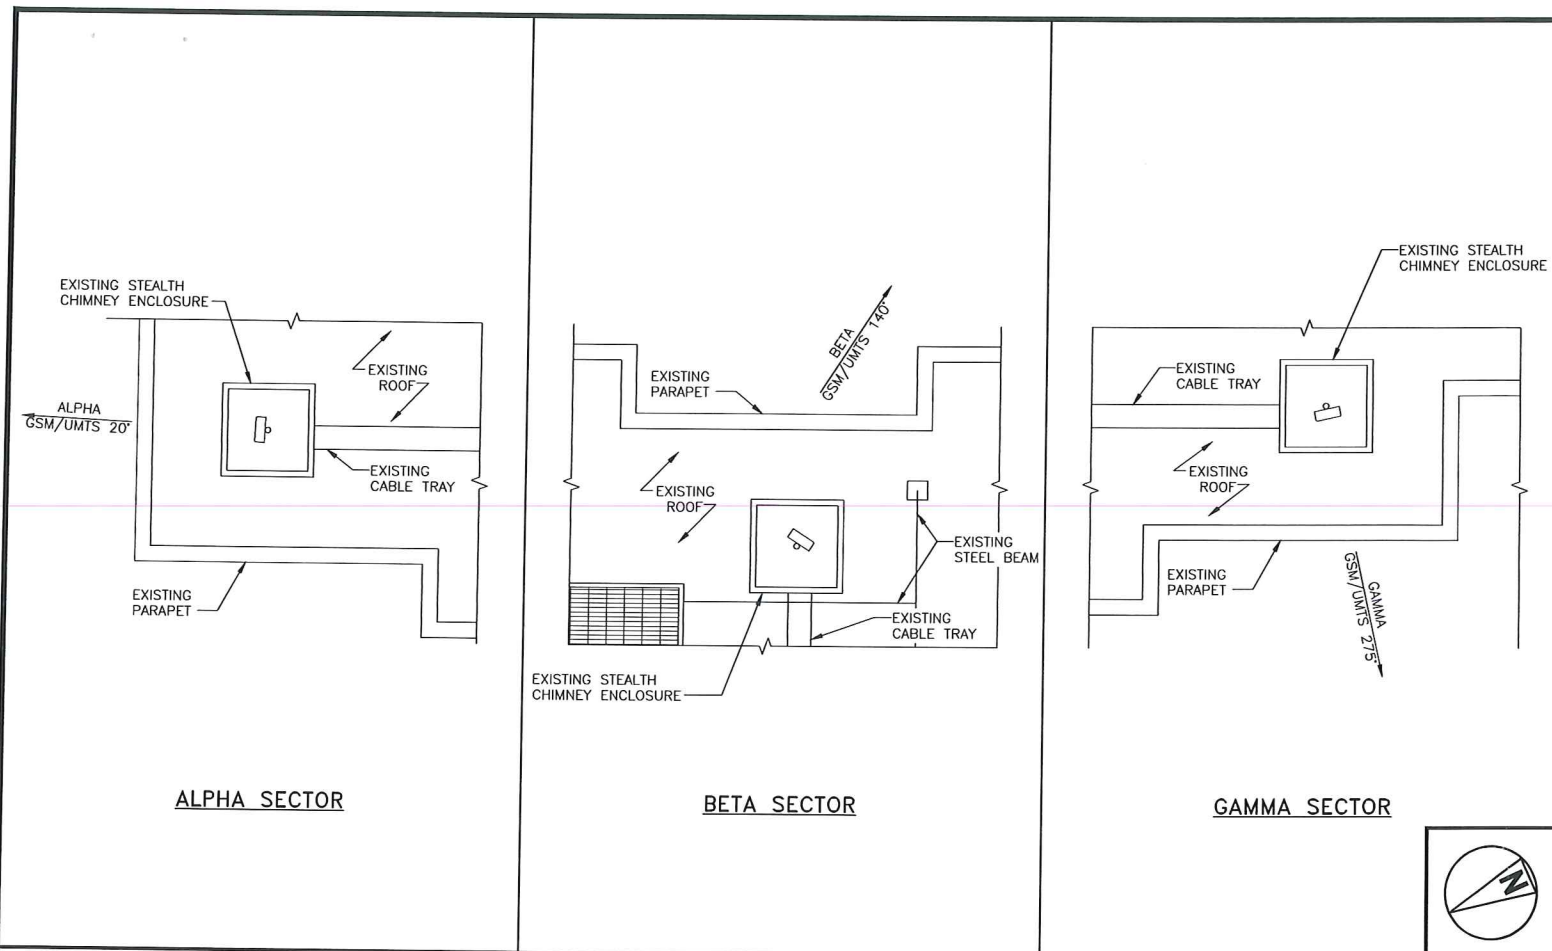 EXISTING STEALTH
CHIMNEY ENCLOSURE
EXISTING
ROOF
ALPHA
GSM/UMTS 20°
EXISTING
CABLE TRAY
EXISTING
PARAPET
ALPHA SECTOR
BETA
GSM/UMTS 140°
EXISTING
PARAPET
EXISTING
ROOF
EXISTING
STEEL BEAM
EXISTING
CABLE TRAY
EXISTING STEALTH
CHIMNEY ENCLOSURE
BETA SECTOR
EXISTING STEALTH
CHIMNEY ENCLOSURE
EXISTING
CABLE TRAY
EXISTING
ROOF
EXISTING
PARAPET
GAMMA
GSM/UMTS 275°
GAMMA SECTOR
N